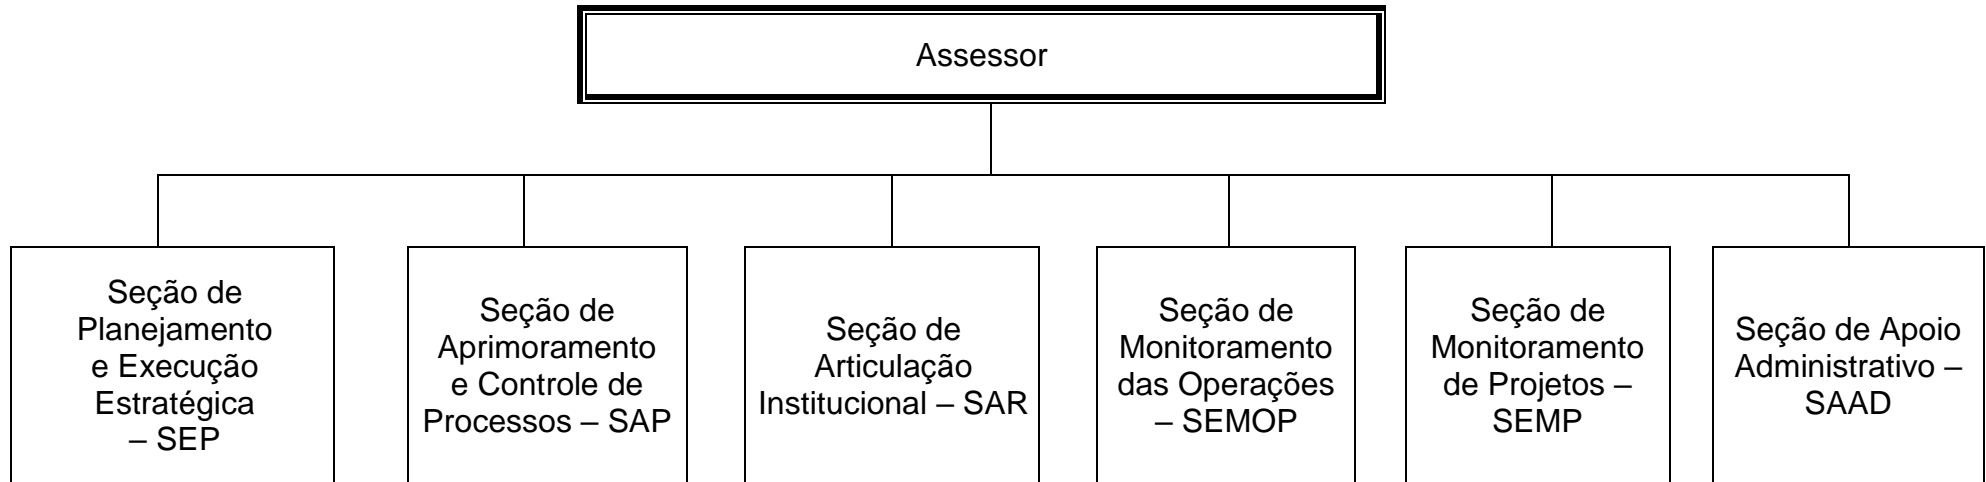 Assessor
Seção de
Planejamento
e Execução
Estratégica
– SEP
Seção de
Aprimoramento
e Controle de
Processos – SAP
Seção de
Articulação
Institucional – SAR
Seção de
Monitoramento
das Operações
– SEMOP
Seção de
Monitoramento
de Projetos –
SEMP
Seção de Apoio
Administrativo –
SAAD